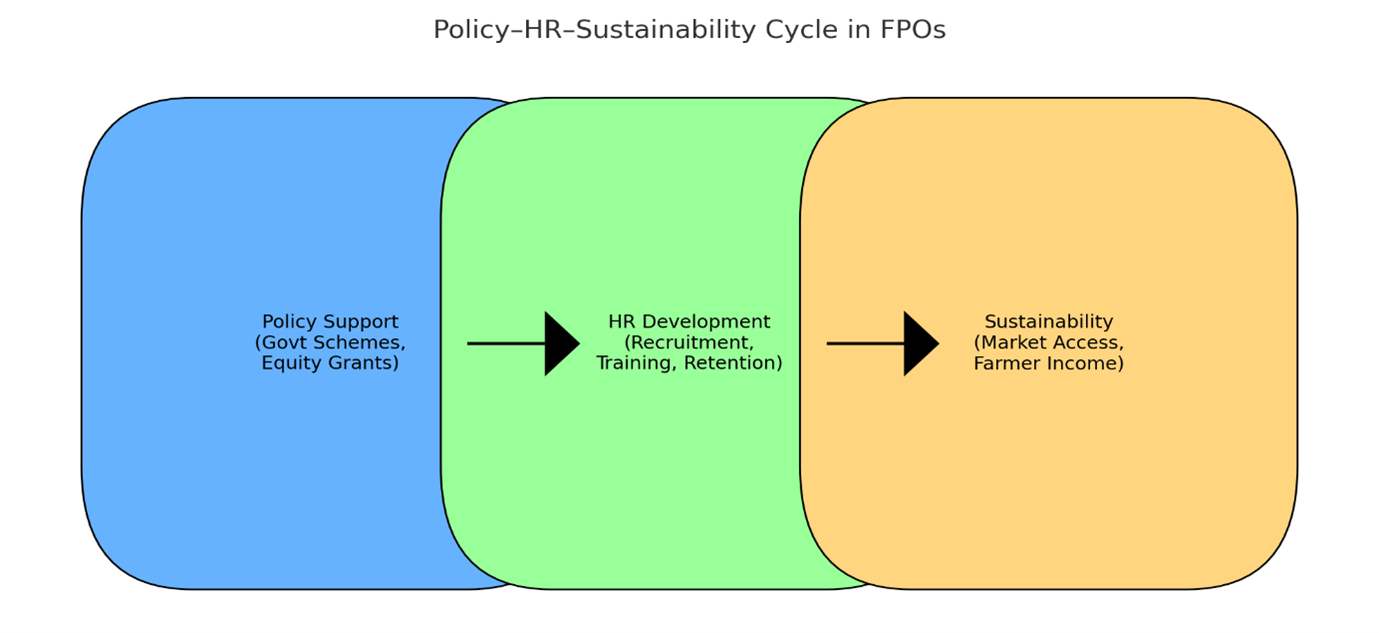 Policy–HR–Sustainability Cycle in FPOs
Policy Support
(Govt Schemes,
Equity Grants)
HR Development
(Recruitment,
Training, Retention)
Sustainability
(Market Access,
Farmer Income)